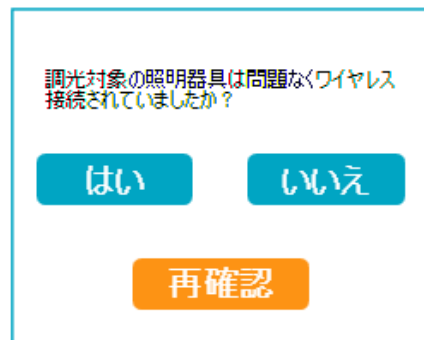 調光対象の照明器具は問題なくワイヤレス
接続されていましたか？
はい
いいえ
再確認